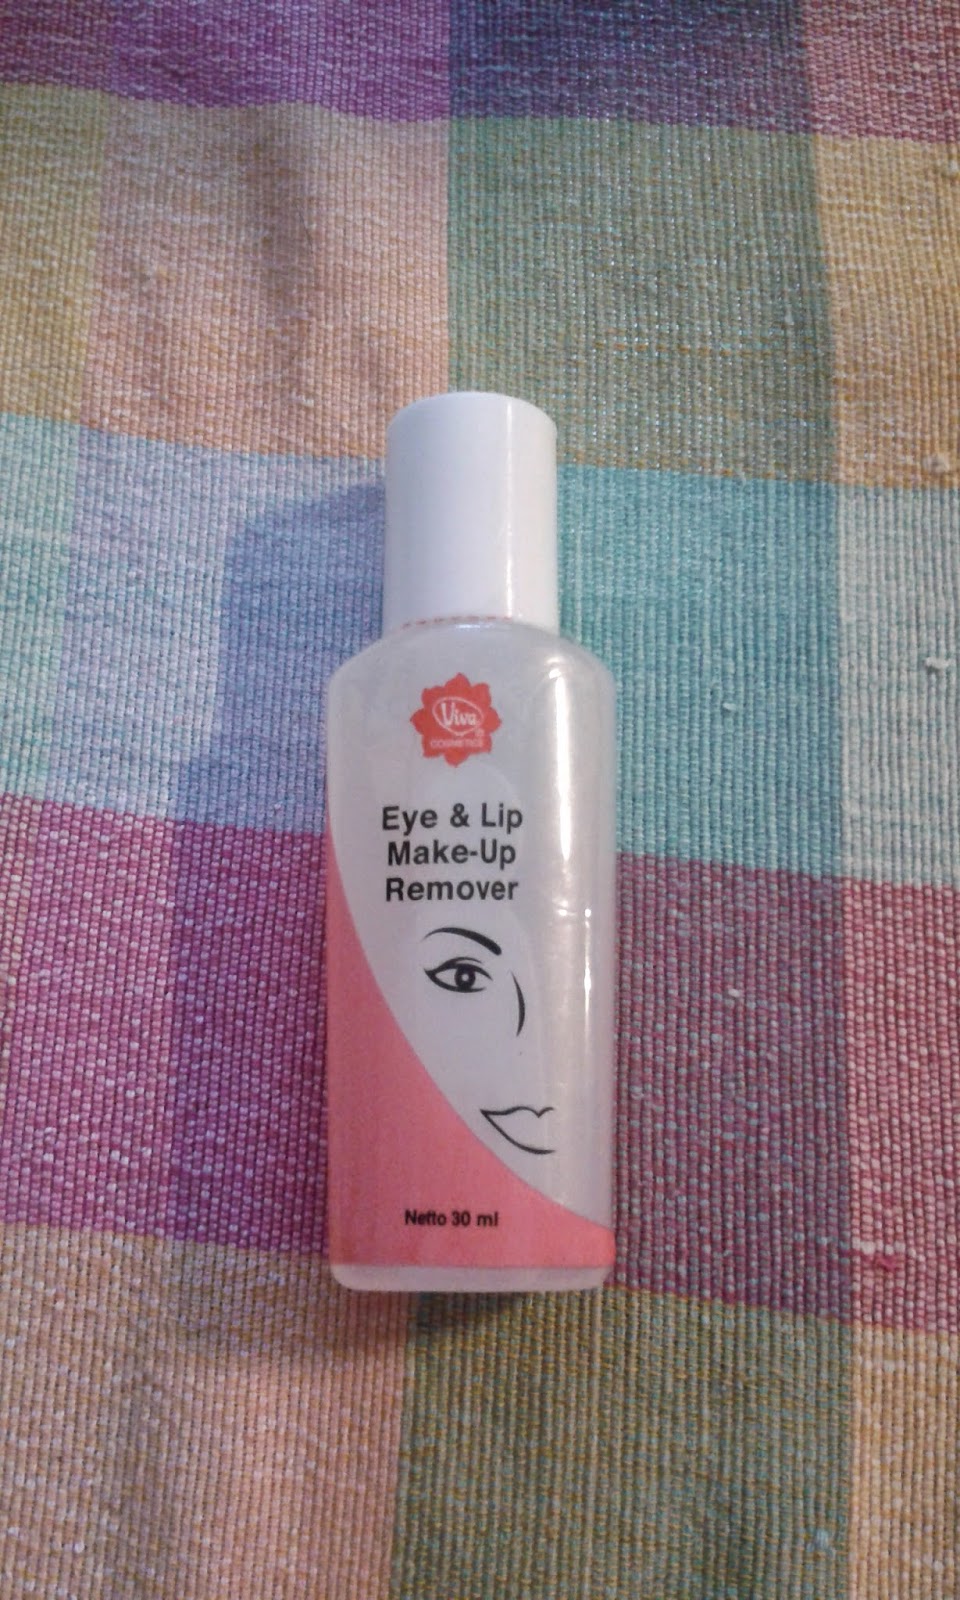 Viva
COSMETICS
Eye & Lip
Make-Up
Remover
Netto 30 ml